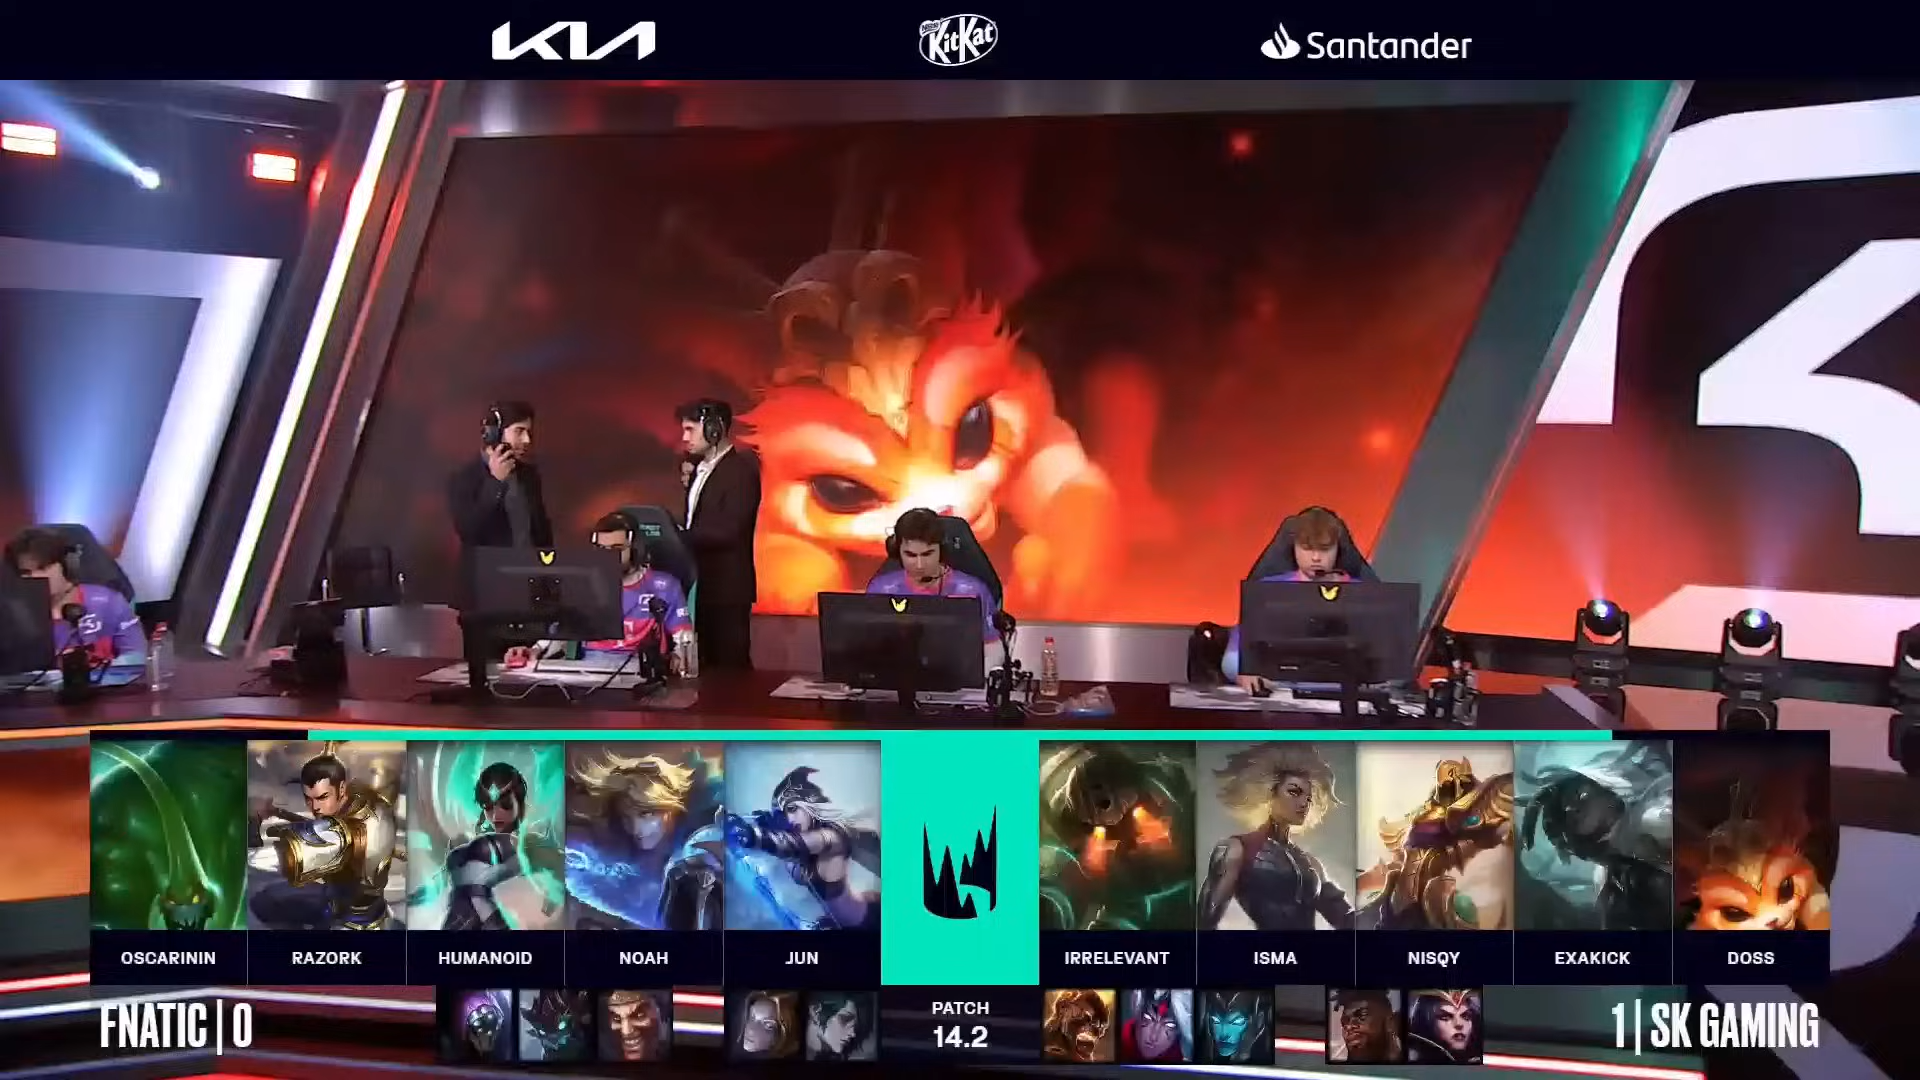 KIA
Nestlé
KitKat
Santander
OSCARININ
RAZORK
HUMANOID
NOAH
JUN
IRRELEVANT
ISMA
NISQY
EXAKICK
DOSS
FNATIC | 0
PATCH
14.2
1 | SK GAMING